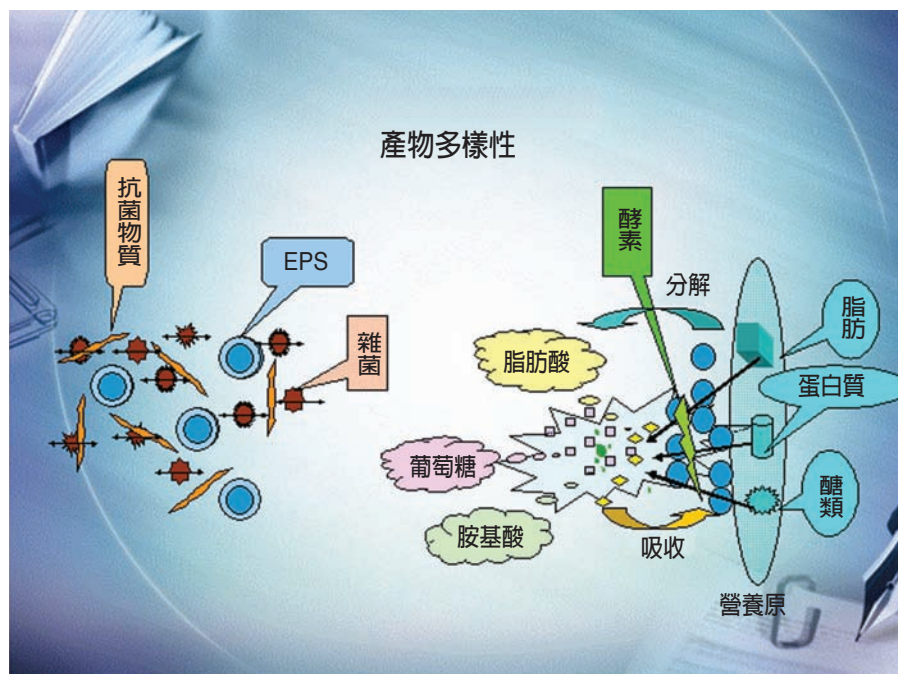 產物多樣性
抗菌物質
EPS
雜菌
酵素
分解
脂肪
脂肪酸
蛋白質
葡萄糖
醣類
胺基酸
吸收
營養原